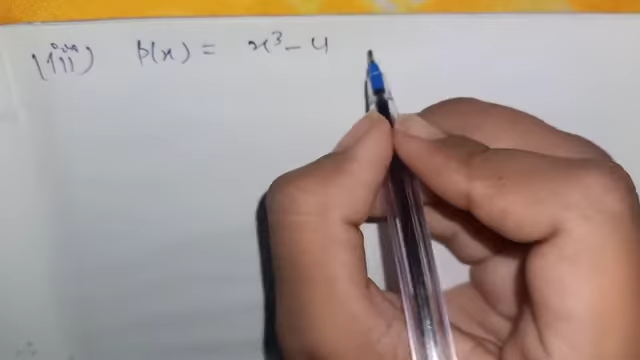 (iii) p(x) = x³ - 4